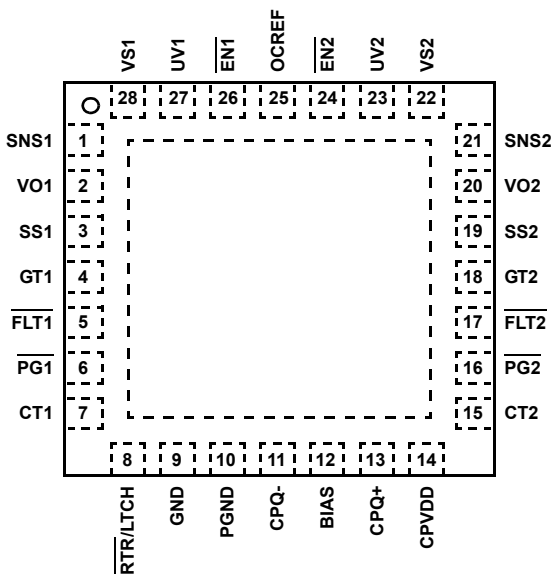 VS1 UV1 EN1 OCREF EN2 UV2 VS2
28 27 26 25 24 23 22
SNS1 1 21 SNS2
VO1 2 20 VO2
SS1 3 19 SS2
GT1 4 18 GT2
FLT1 5 17 FLT2
PG1 6 16 PG2
CT1 7 15 CT2
8 9 10 11 12 13 14
RTR/LTCH GND PGND CPQ- BIAS CPQ+ CPVDD